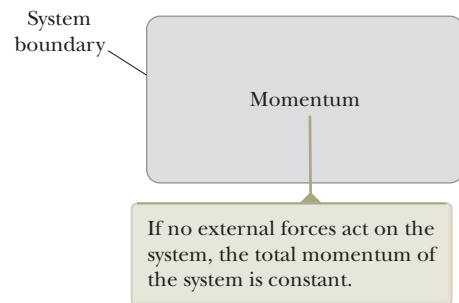 System
boundary
Momentum
If no external forces act on the
system, the total momentum of
the system is constant.